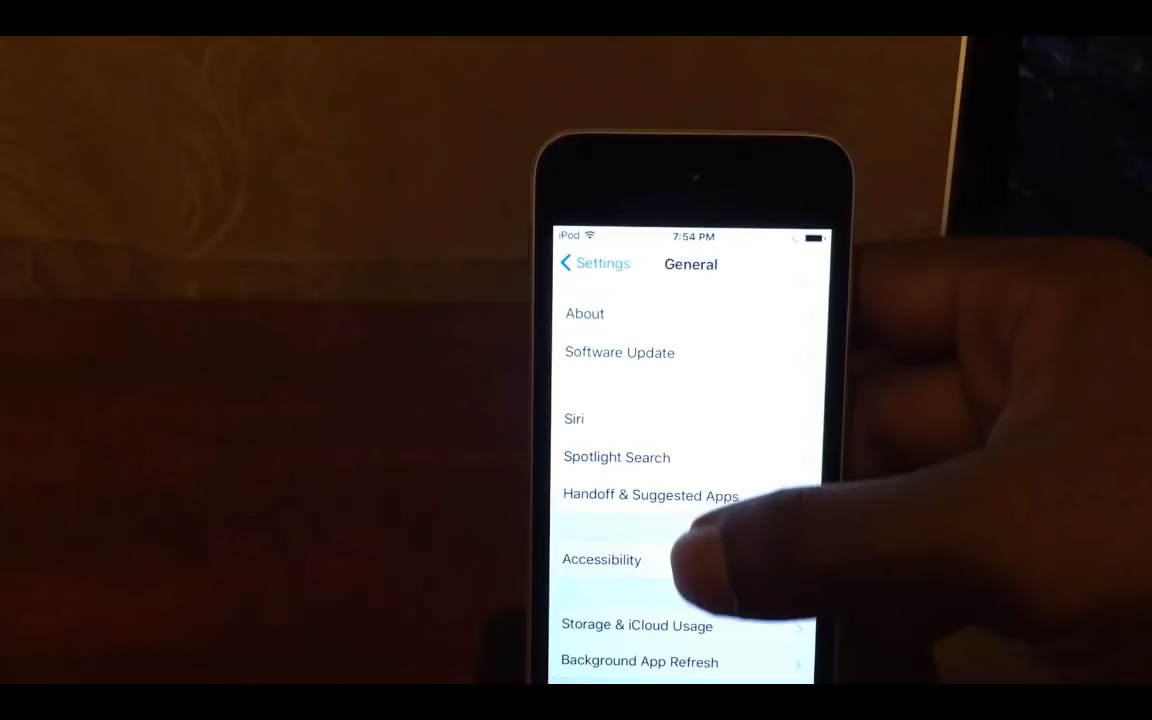 iPod 7:54 PM
Settings General
About
Software Update
Siri
Spotlight Search
Handoff & Suggested Apps
Accessibility
Storage & iCloud Usage
Background App Refresh